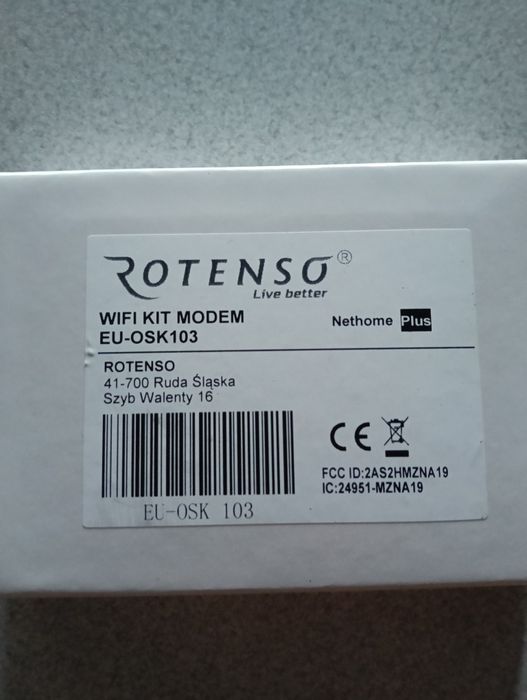 ROTENSO®
Live better
WIFI KIT MODEM
EU-OSK103
Nethome Plus
ROTENSO
41-700 Ruda Śląska
Szyb Walenty 16
CE
FCC ID:2AS2HMZNA19
IC:24951-MZNA19
EU-OSK 103